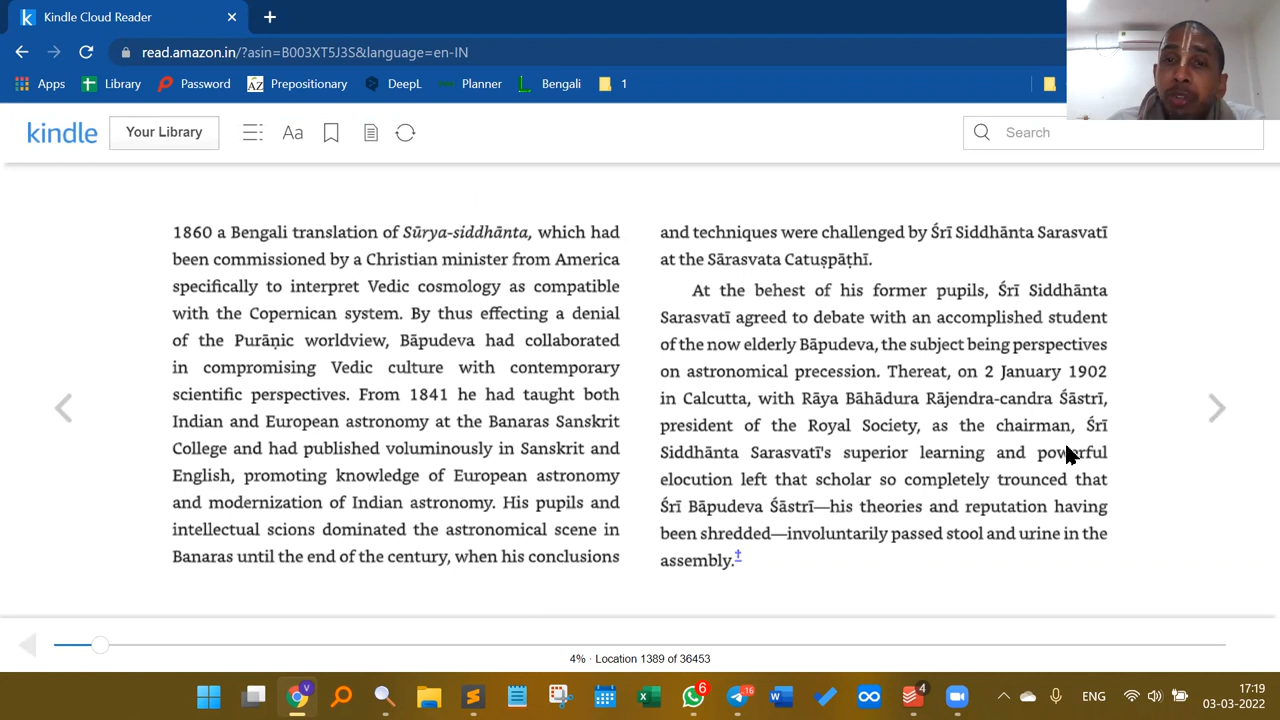 Kindle Cloud Reader
read.amazon.in/?asin=B003XT5J3S&language=en-IN
Apps Library Password Prepositionary DeepL Planner Bengali 1
kindle Your Library Aa Search
1860 a Bengali translation of Sūrya-siddhānta, which had
been commissioned by a Christian minister from America
specifically to interpret Vedic cosmology as compatible
with the Copernican system. By thus effecting a denial
of the Purāṇic worldview, Bāpudeva had collaborated
in compromising Vedic culture with contemporary
scientific perspectives. From 1841 he had taught both
Indian and European astronomy at the Banaras Sanskrit
College and had published voluminously in Sanskrit and
English, promoting knowledge of European astronomy
and modernization of Indian astronomy. His pupils and
intellectual scions dominated the astronomical scene in
Banaras until the end of the century, when his conclusions
and techniques were challenged by Śrī Siddhānta Sarasvatī
at the Sārasvata Catuṣpāṭhī.
At the behest of his former pupils, Śrī Siddhānta
Sarasvatī agreed to debate with an accomplished student
of the now elderly Bāpudeva, the subject being perspectives
on astronomical precession. Thereat, on 2 January 1902
in Calcutta, with Rāya Bāhādura Rājendra-candra Śāstrī,
president of the Royal Society, as the chairman, Śrī
Siddhānta Sarasvatī's superior learning and powerful
elocution left that scholar so completely trounced that
Śrī Bāpudeva Śāstrī—his theories and reputation having
been shredded—involuntarily passed stool and urine in the
assembly.†
4% · Location 1389 of 36453
6 16 4 ENG 17:19
03-03-2022